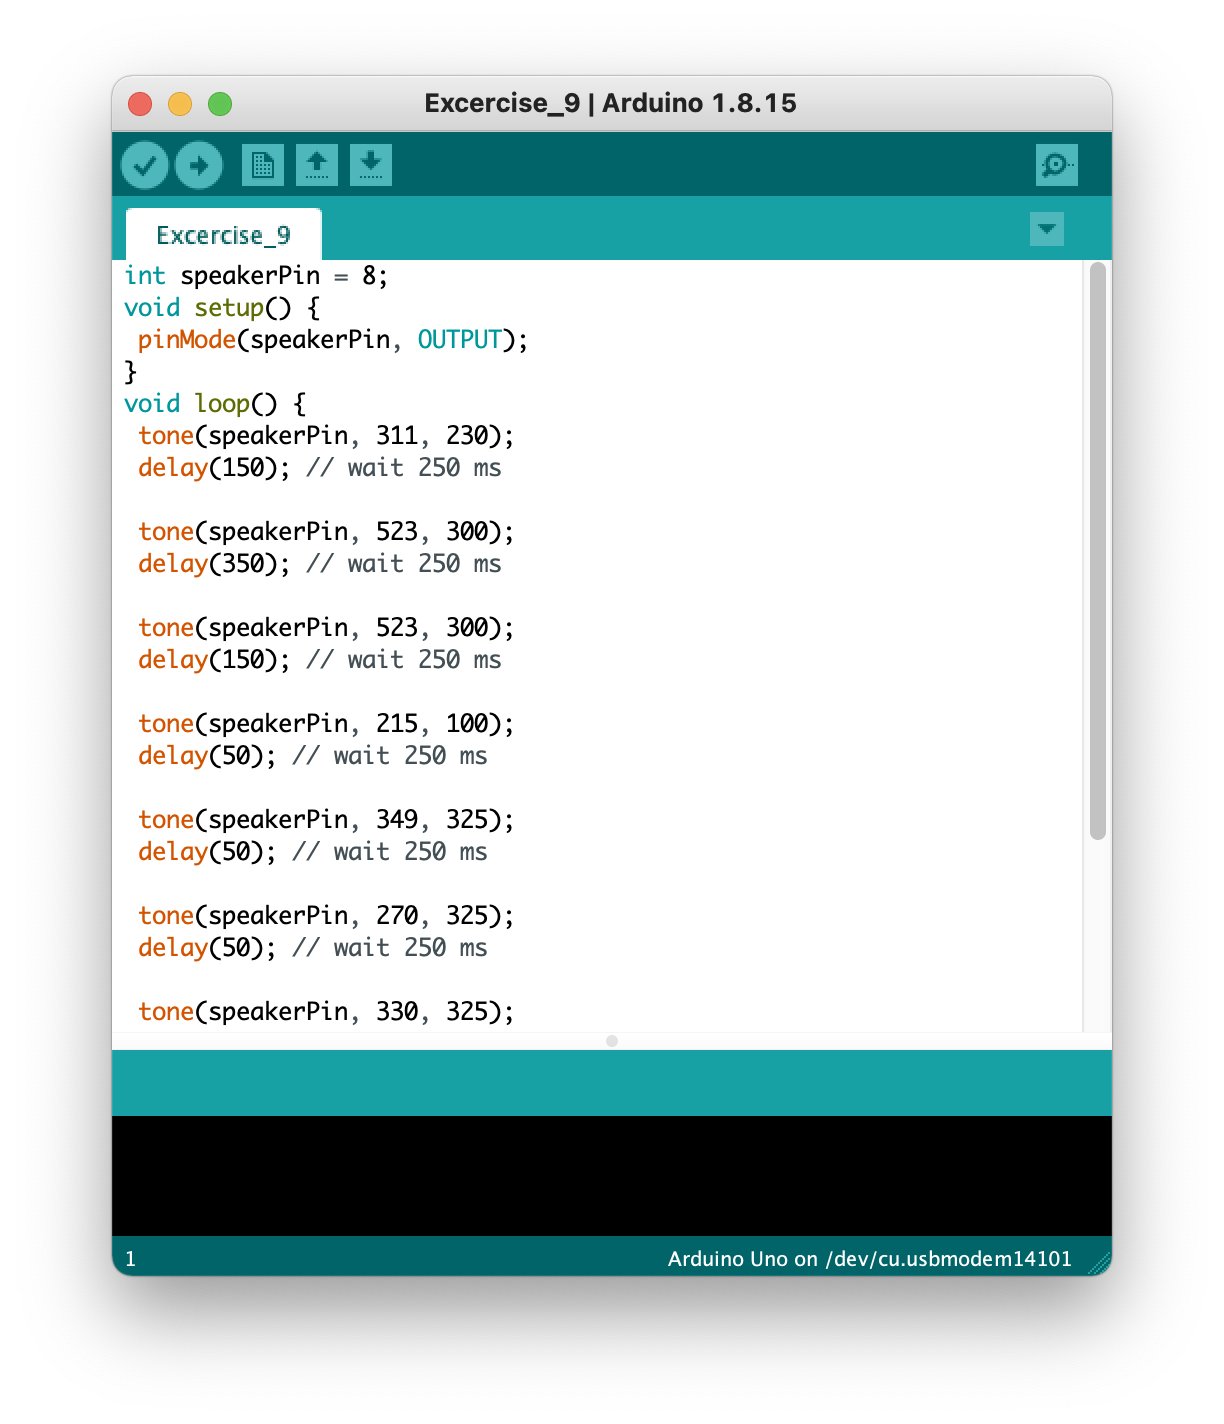 Excercise_9 | Arduino 1.8.15
Excercise_9
int speakerPin = 8;
void setup() {
 pinMode(speakerPin, OUTPUT);
}
void loop() {
 tone(speakerPin, 311, 230);
 delay(150); // wait 250 ms

 tone(speakerPin, 523, 300);
 delay(350); // wait 250 ms

 tone(speakerPin, 523, 300);
 delay(150); // wait 250 ms

 tone(speakerPin, 215, 100);
 delay(50); // wait 250 ms

 tone(speakerPin, 349, 325);
 delay(50); // wait 250 ms

 tone(speakerPin, 270, 325);
 delay(50); // wait 250 ms

 tone(speakerPin, 330, 325);
1
Arduino Uno on /dev/cu.usbmodem14101